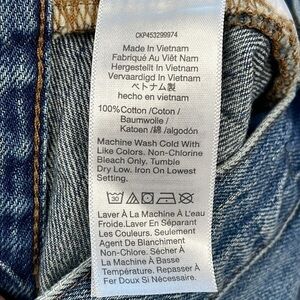 CKP453299974
Made In Vietnam
Fabriqué Au Viêt Nam
Hergestellt In Vietnam
Vervaardigd In Vietnam
ベトナム製
hecho en vietnam
100%Cotton /Coton /
Baumwolle /
Katoen /綿 /algodón
Machine Wash Cold With
Like Colors. Non-Chlorine
Bleach Only. Tumble
Dry Low. Iron On Lowest
Setting.
30
Laver À La Machine À L'eau
Froide.Laver En Séparant
Les Couleurs. Seulement
Agent De Blanchiment
Non-Chlore. Sécher À
La Machine À Basse
Température. Repasser À
Fer Doux Si Nécessaire.